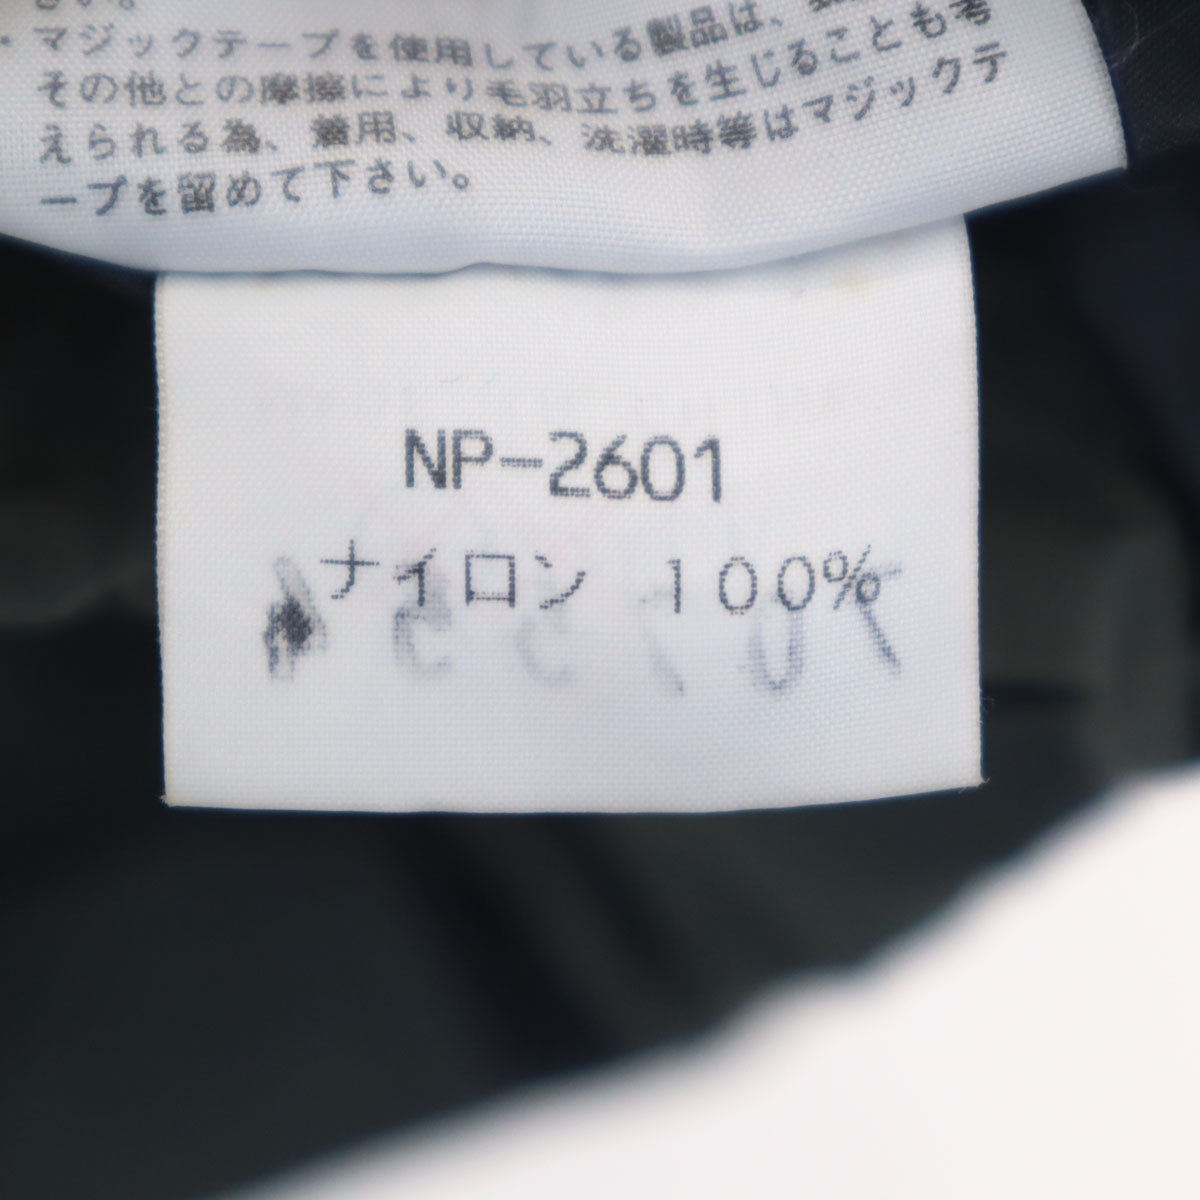 さい。
・マジックテープを使用している製品は、
その他との摩擦により毛羽立ちを生じることも考
えられる為、着用、収納、洗濯時等はマジックテ
ープを留めて下さい。
NP-2601
ナイロン 100%